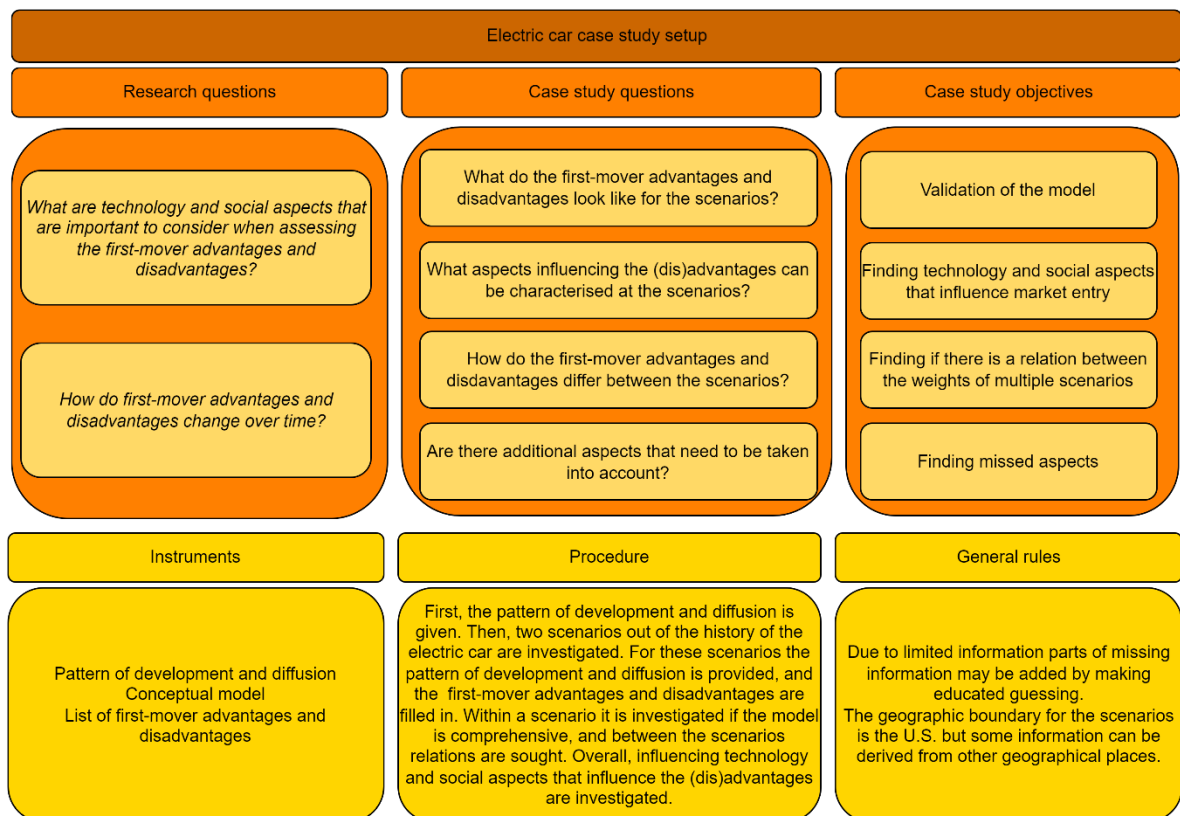 Electric car case study setup
Research questions
What are technology and social aspects that
are important to consider when assessing
the first-mover advantages and
disadvantages?
How do first-mover advantages and
disadvantages change over time?
Case study questions
What do the first-mover advantages and
disadvantages look like for the scenarios?
What aspects influencing the (dis)advantages can
be characterised at the scenarios?
How do the first-mover advantages and
disdavantages differ between the scenarios?
Are there additional aspects that need to be taken
into account?
Case study objectives
Validation of the model
Finding technology and social aspects
that influence market entry
Finding if there is a relation between
the weights of multiple scenarios
Finding missed aspects
Instruments
Pattern of development and diffusion
Conceptual model
List of first-mover advantages and
disadvantages
Procedure
First, the pattern of development and diffusion is
given. Then, two scenarios out of the history of the
electric car are investigated. For these scenarios the
pattern of development and diffusion is provided, and
the first-mover advantages and disadvantages are
filled in. Within a scenario it is investigated if the model
is comprehensive, and between the scenarios
relations are sought. Overall, influencing technology
and social aspects that influence the (dis)advantages
are investigated.
General rules
Due to limited information parts of missing
information may be added by making
educated guessing.
The geographic boundary for the scenarios
is the U.S. but some information can be
derived from other geographical places.